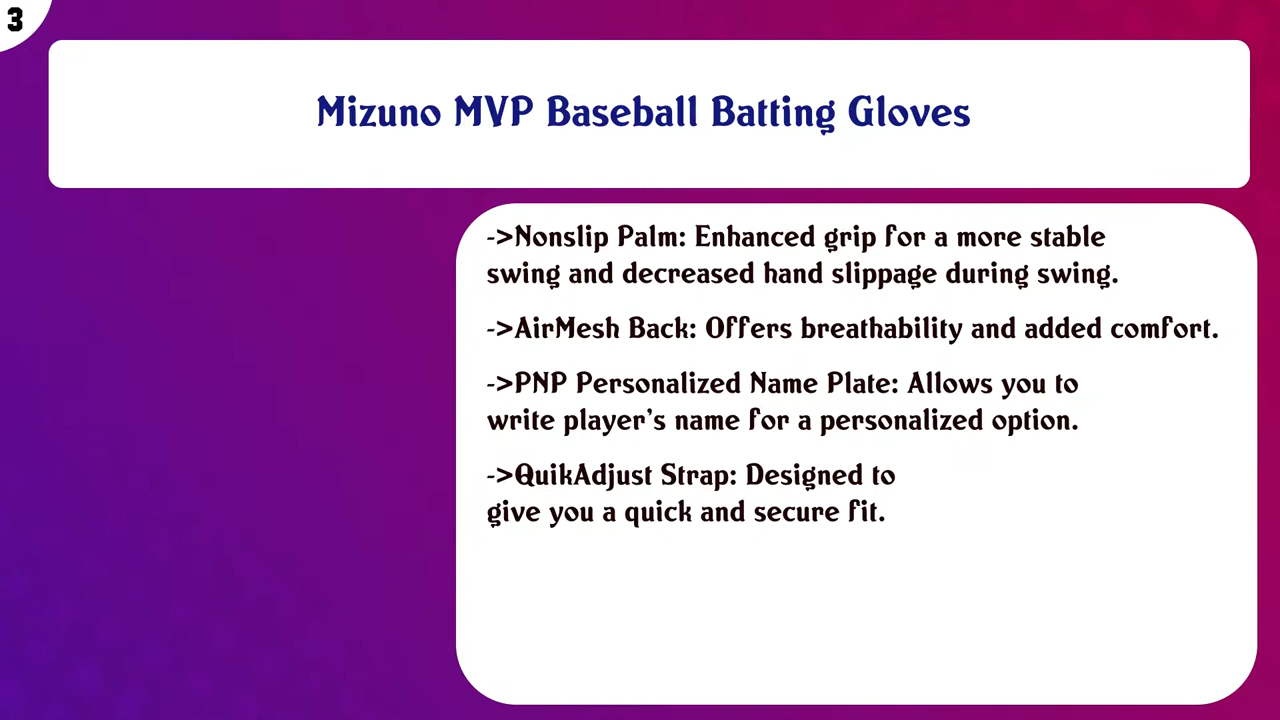 3
Mizuno MVP Baseball Batting Gloves
->Nonslip Palm: Enhanced grip for a more stable
swing and decreased hand slippage during swing.
->AirMesh Back: Offers breathability and added comfort.
->PNP Personalized Name Plate: Allows you to
write player’s name for a personalized option.
->QuikAdjust Strap: Designed to
give you a quick and secure fit.